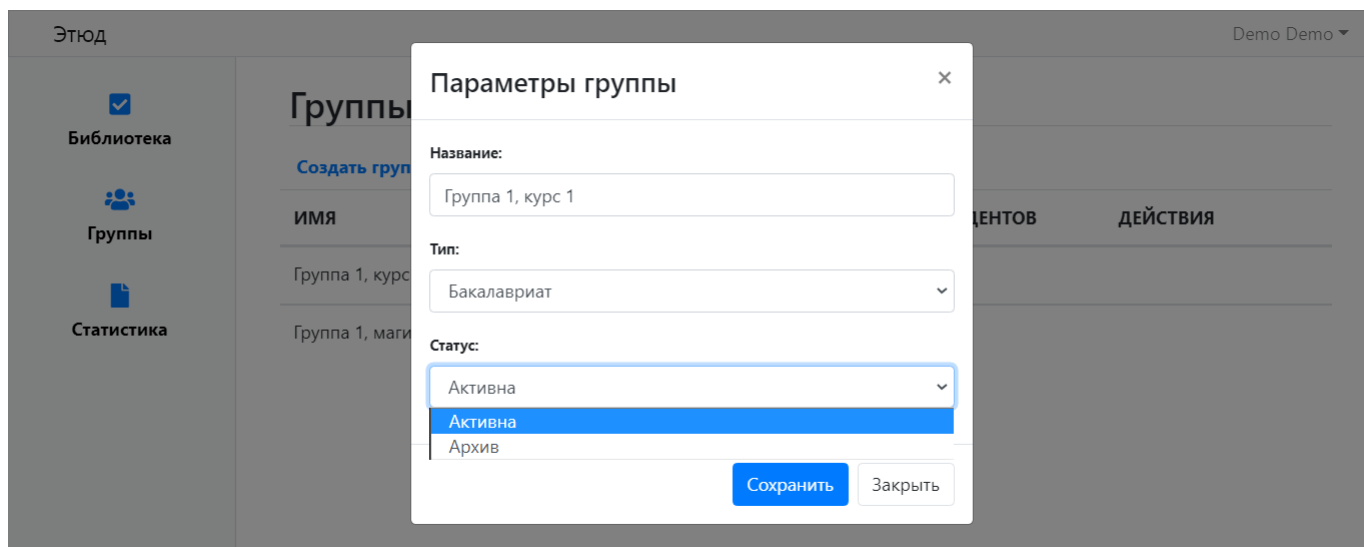 Этюд
Demo Demo
Библиотека
Группы
Статистика
Группы
Создать груп
ИМЯ
ДЕНТОВ
ДЕЙСТВИЯ
Группа 1, курс
Группа 1, маги
Параметры группы
×
Название:
Группа 1, курс 1
Тип:
Бакалавриат
Статус:
Активна
Активна
Архив
Сохранить
Закрыть